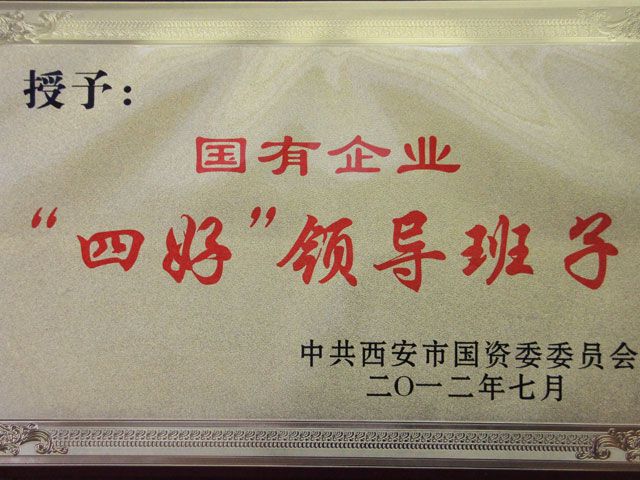 授予：
国有企业
“四好”领导班子
中共西安市国资委委员会
二〇一二年七月